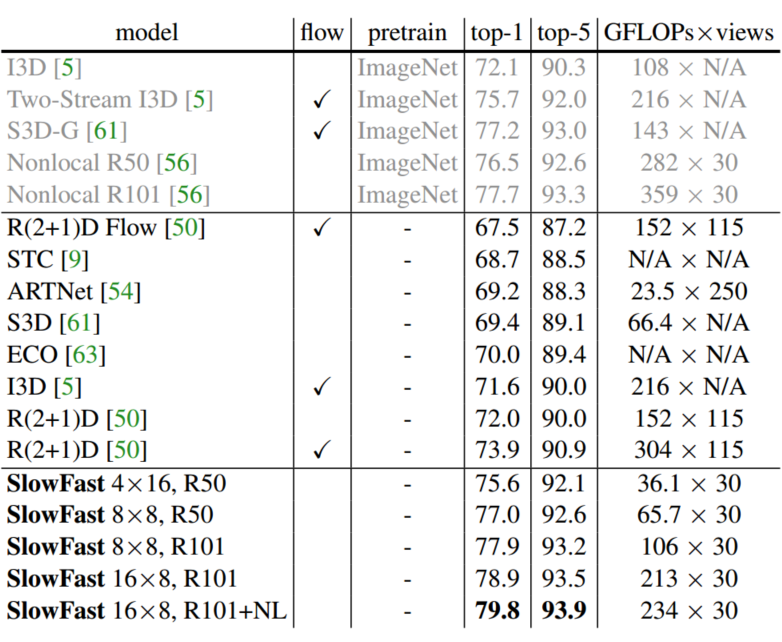 model flow pretrain top-1 top-5 GFLOPs×views
I3D [5] ImageNet 72.1 90.3 108 × N/A
Two-Stream I3D [5] ✓ ImageNet 75.7 92.0 216 × N/A
S3D-G [61] ✓ ImageNet 77.2 93.0 143 × N/A
Nonlocal R50 [56] ImageNet 76.5 92.6 282 × 30
Nonlocal R101 [56] ImageNet 77.7 93.3 359 × 30
R(2+1)D Flow [50] ✓ - 67.5 87.2 152 × 115
STC [9] - 68.7 88.5 N/A × N/A
ARTNet [54] - 69.2 88.3 23.5 × 250
S3D [61] - 69.4 89.1 66.4 × N/A
ECO [63] - 70.0 89.4 N/A × N/A
I3D [5] ✓ - 71.6 90.0 216 × N/A
R(2+1)D [50] - 72.0 90.0 152 × 115
R(2+1)D [50] ✓ - 73.9 90.9 304 × 115
SlowFast 4×16, R50 - 75.6 92.1 36.1 × 30
SlowFast 8×8, R50 - 77.0 92.6 65.7 × 30
SlowFast 8×8, R101 - 77.9 93.2 106 × 30
SlowFast 16×8, R101 - 78.9 93.5 213 × 30
SlowFast 16×8, R101+NL - 79.8 93.9 234 × 30